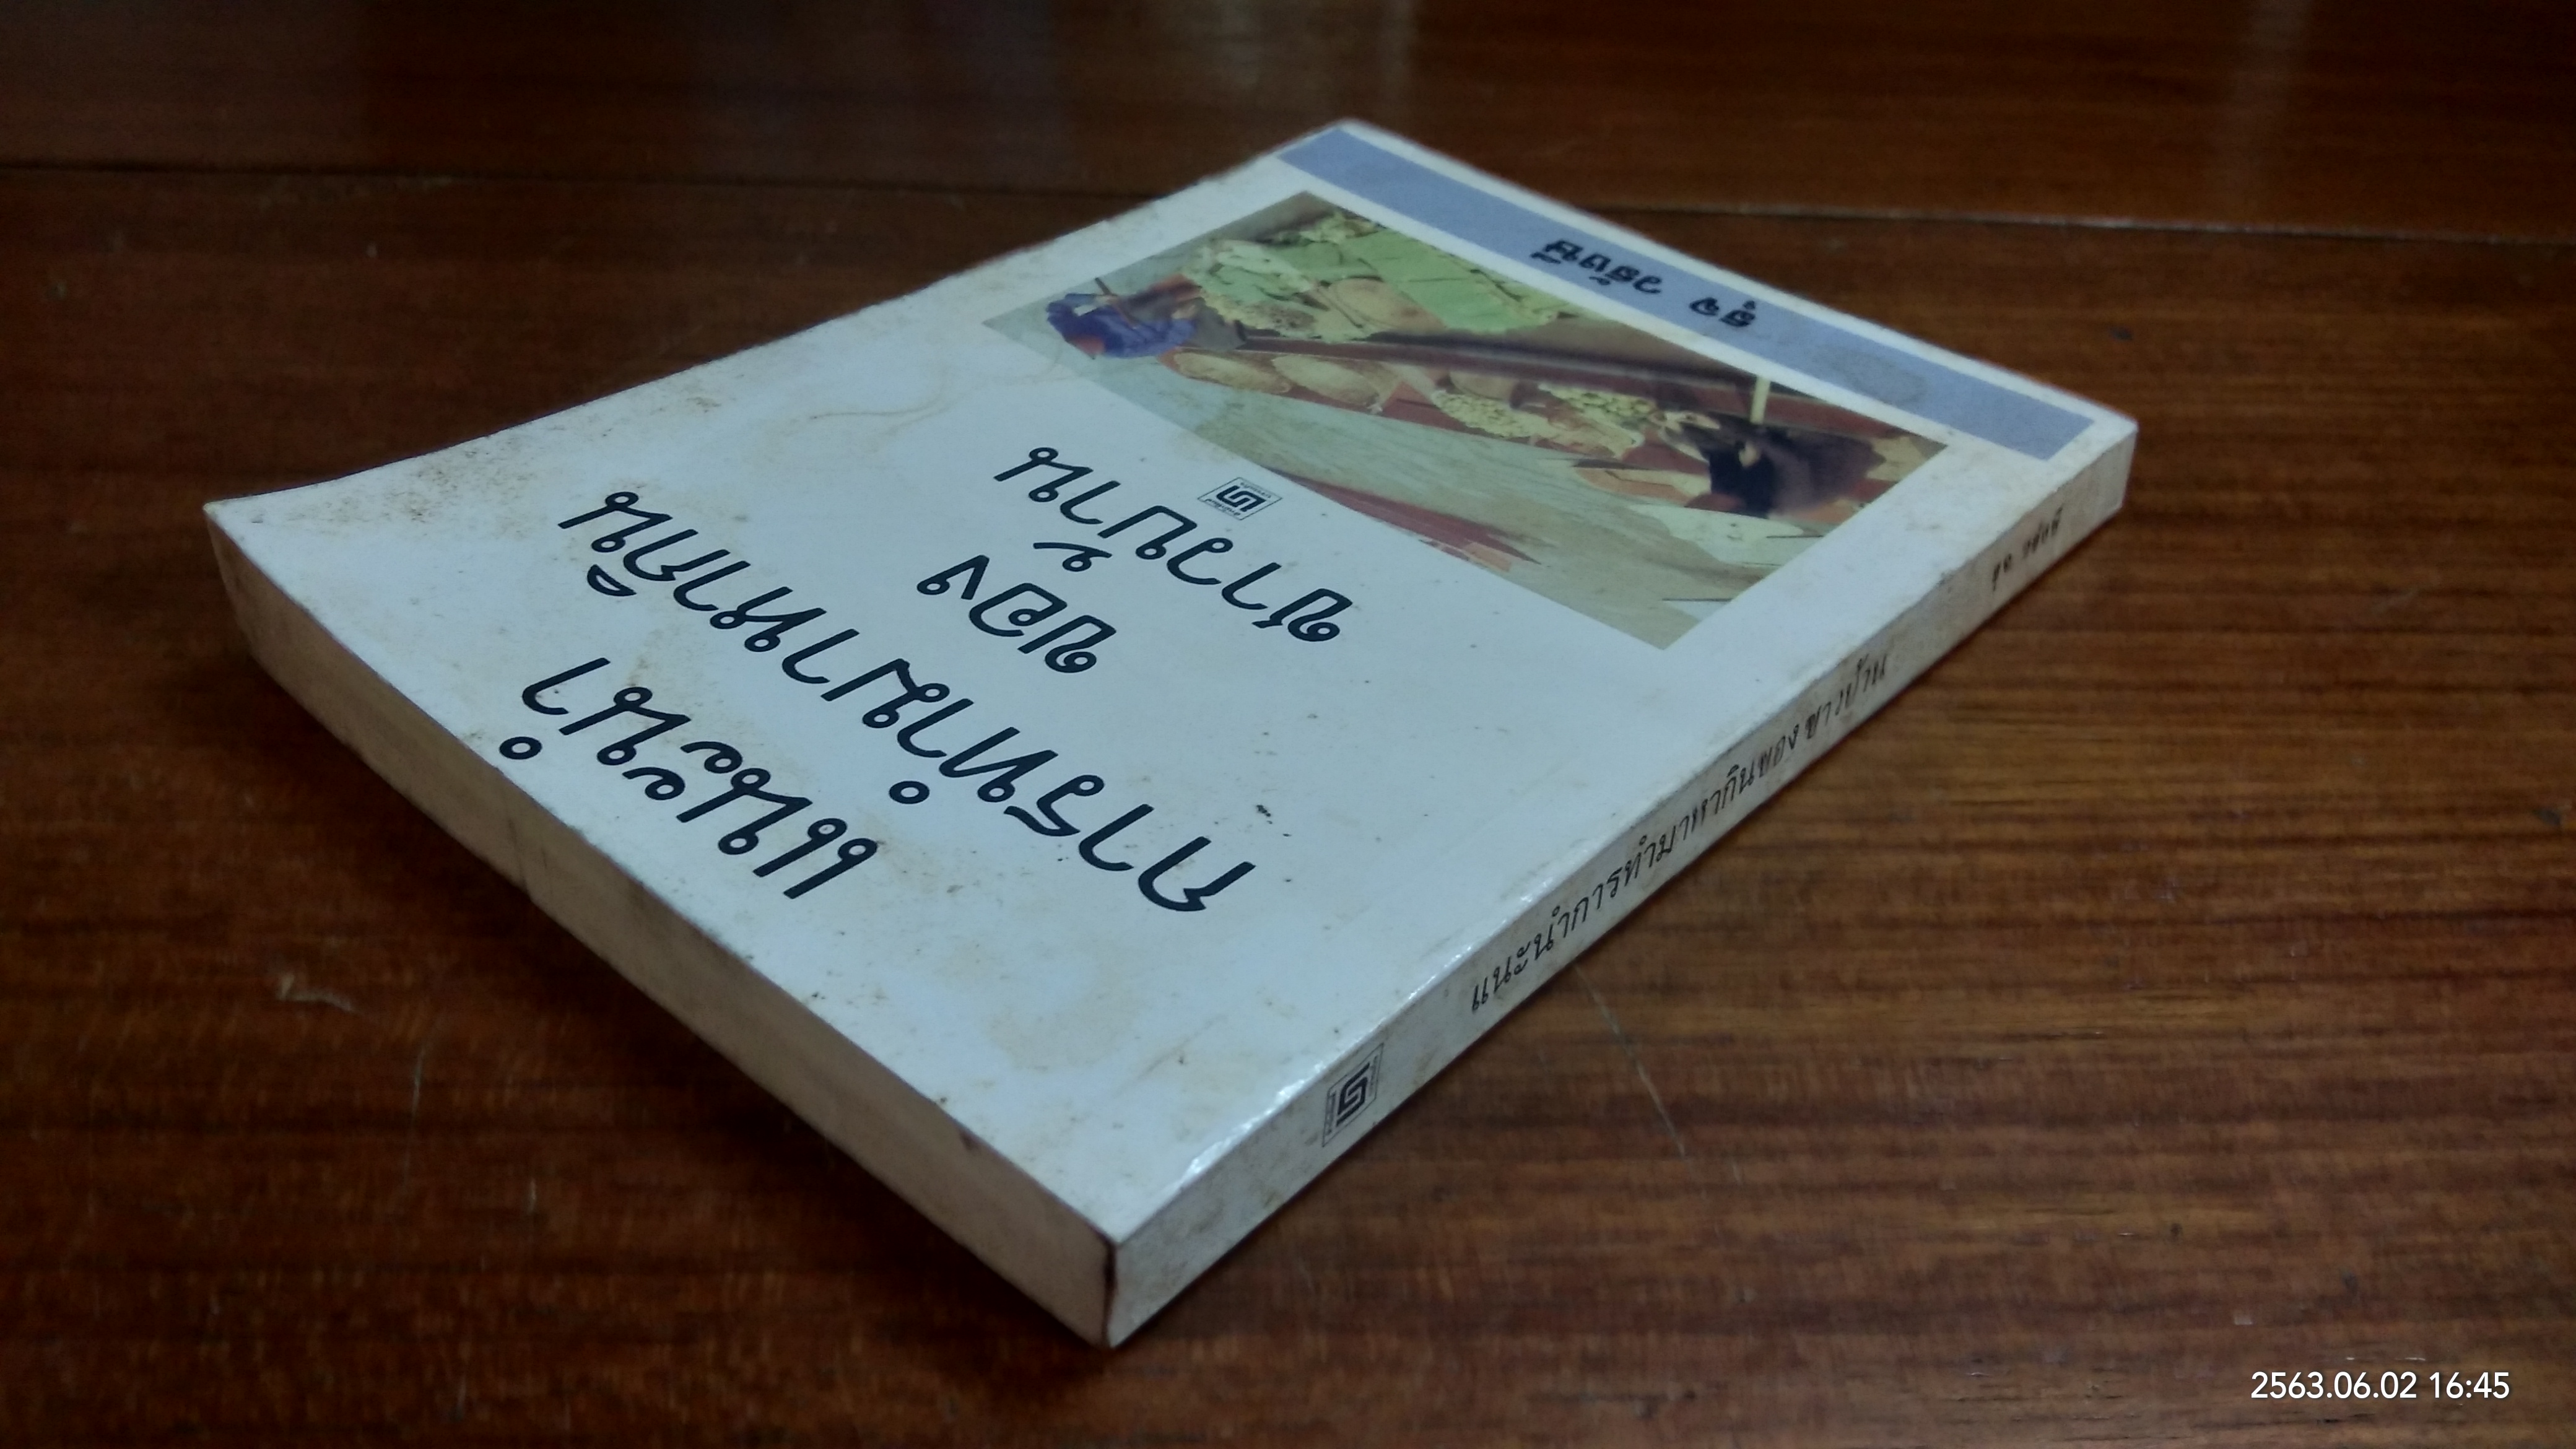 แนะนำ
การทำมาหากิน
ของ
ชาวบ้าน
แนะนำการทำมาหากินของชาวบ้าน
2563.06.02 16:45